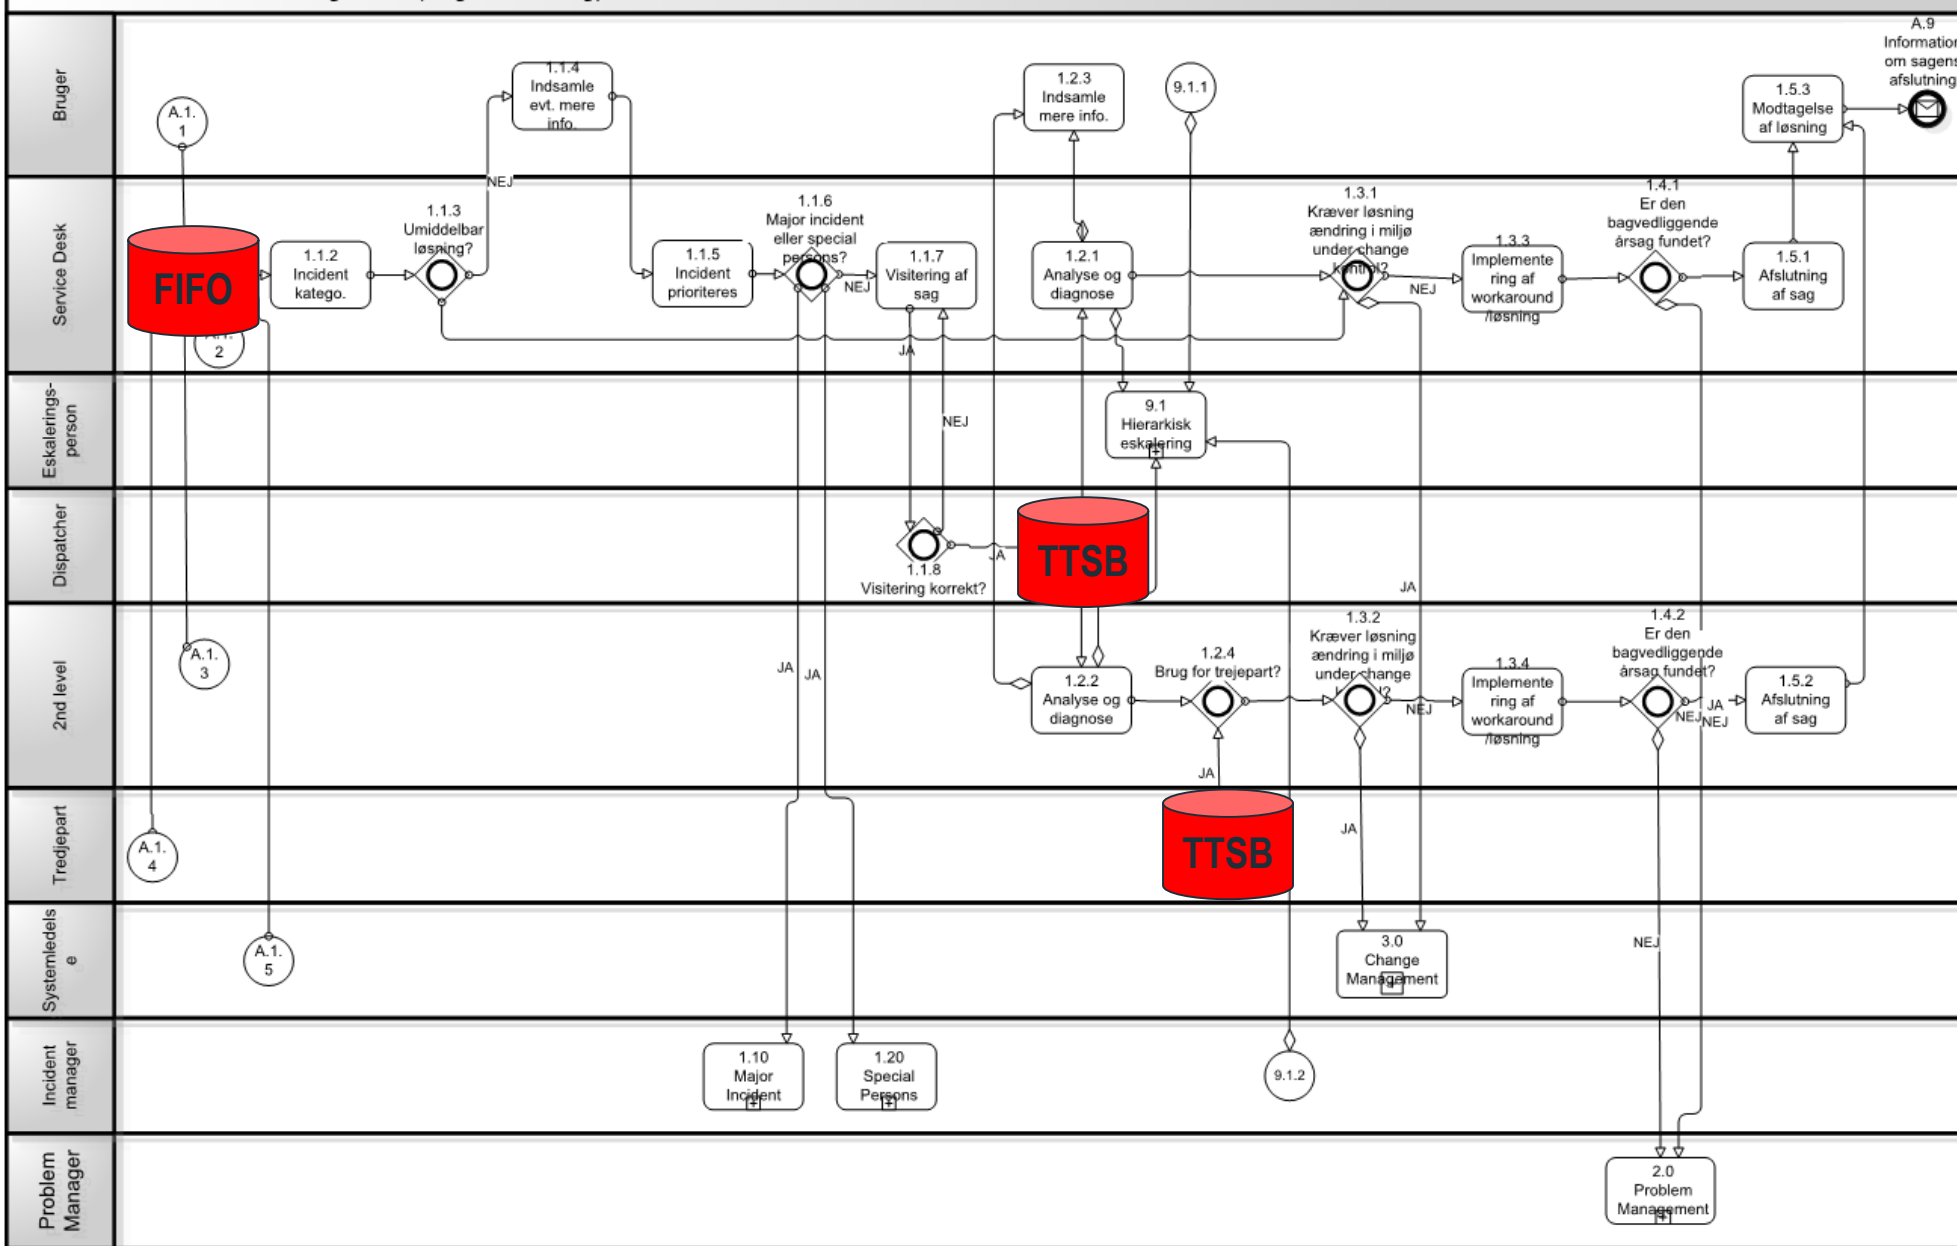 Bruger
A.1.
1
1.1.4
Indsamle
evt. mere
info.
1.2.3
Indsamle
mere info.
9.1.1
1.5.3
Modtagelse
af løsning
A.9
Information
om sagens
afslutning
NEJ
Service Desk
FIFO
2
1.1.2
Incident
katego.
1.1.3
Umiddelbar
løsning?
1.1.5
Incident
prioriteres
1.1.6
Major incident
eller special
persons?
NEJ
1.1.7
Visitering af
sag
JA
1.2.1
Analyse og
diagnose
1.3.1
Kræver løsning
ændring i miljø
under change
kontrol?
NEJ
1.3.3
Implemente
ring af
workaround
/løsning
1.4.1
Er den
bagvedliggende
årsag fundet?
1.5.1
Afslutning
af sag
Eskalerings-
person
NEJ
9.1
Hierarkisk
eskalering
Dispatcher
1.1.8
Visitering korrekt?
JA
TTSB
JA
2nd level
A.1.
3
JA
JA
1.2.2
Analyse og
diagnose
1.2.4
Brug for trejepart?
JA
1.3.2
Kræver løsning
ændring i miljø
under change
NEJ
1.3.4
Implemente
ring af
workaround
/løsning
1.4.2
Er den
bagvedliggende
årsag fundet?
NEJ
JA
NEJ
1.5.2
Afslutning
af sag
Tredjepart
A.1.
4
TTSB
JA
Systemledels
e
A.1.
5
3.0
Change
Management
NEJ
Incident
manager
1.10
Major
Incident
1.20
Special
Persons
9.1.2
Problem
Manager
2.0
Problem
Management